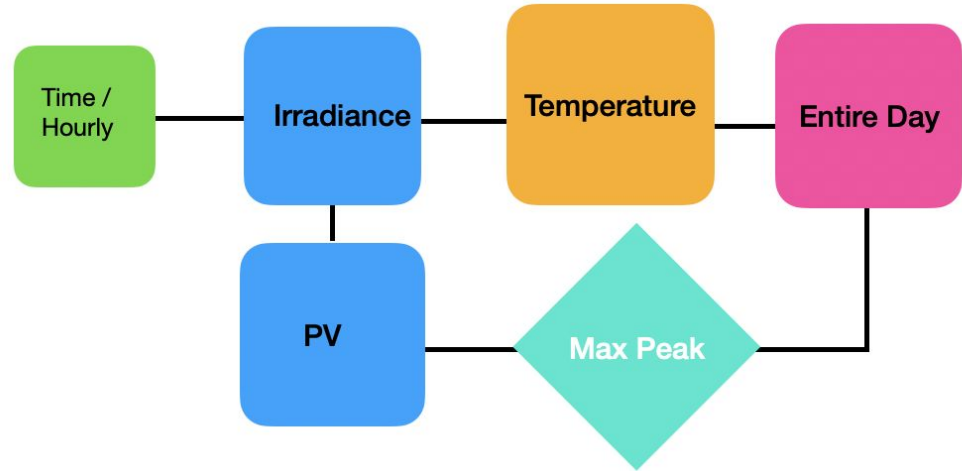 Time /
Hourly
Irradiance
Temperature
Entire Day
PV
Max Peak